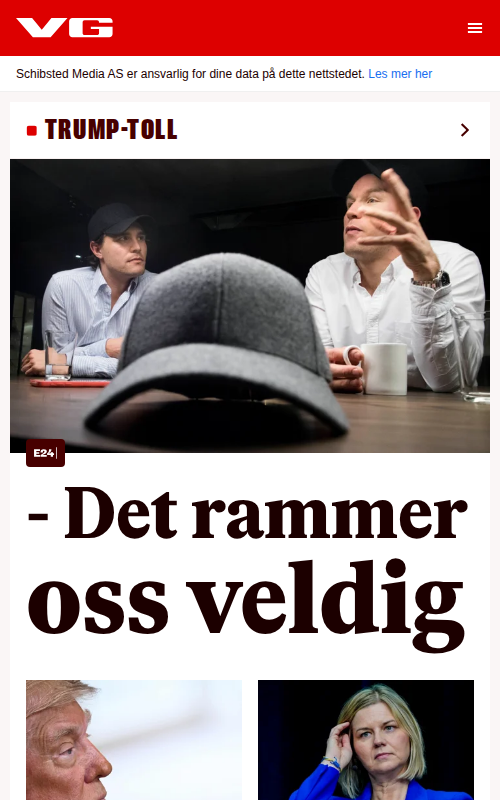 VG
Schibsted Media AS er ansvarlig for dine data på dette nettstedet. Les mer her
TRUMP-TOLL
E24
- Det rammer
oss veldig